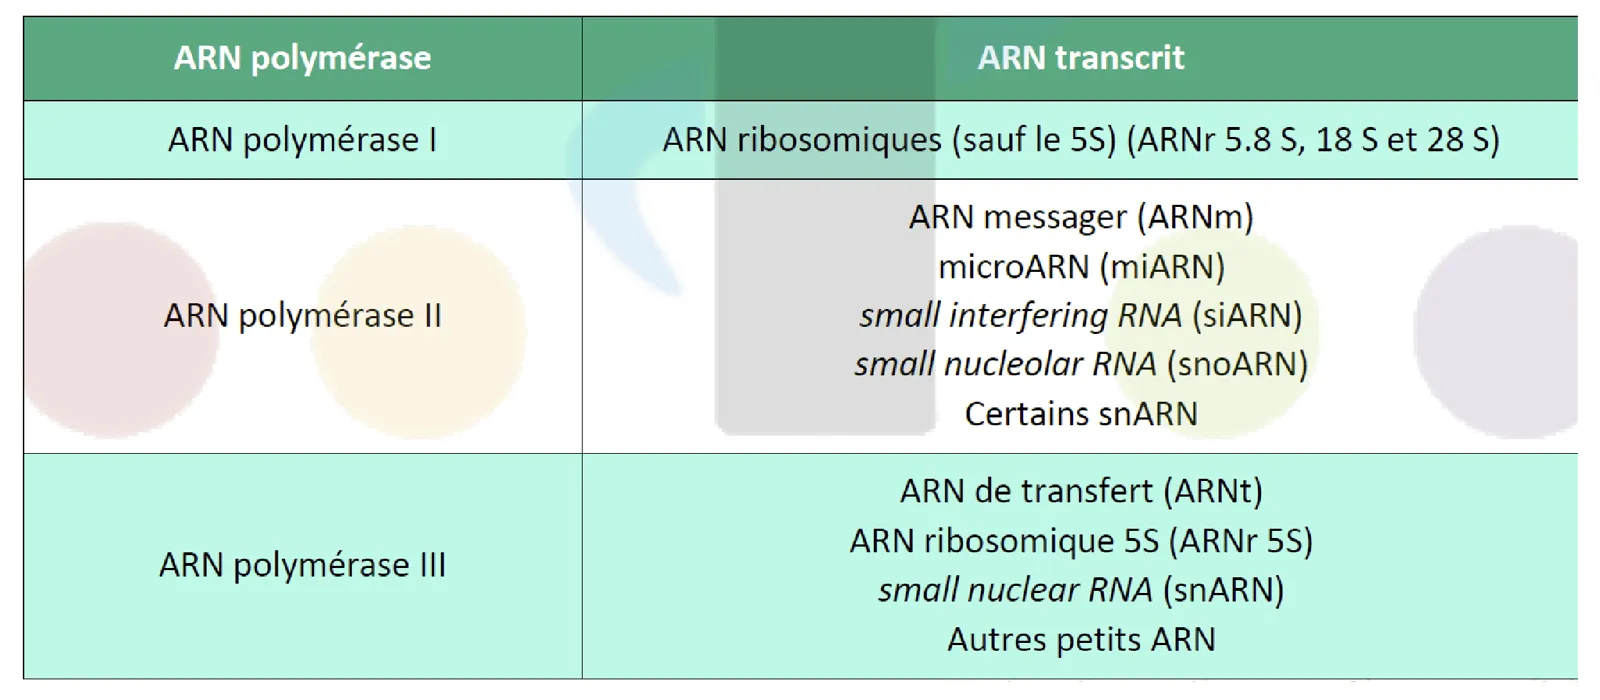 ARN polymérase
ARN transcrit
ARN polymérase I
ARN ribosomiques (sauf le 5S) (ARNr 5.8 S, 18 S et 28 S)
ARN polymérase II
ARN messager (ARNm)
microARN (miARN)
small interfering RNA (siARN)
small nucleolar RNA (snoARN)
Certains snARN
ARN polymérase III
ARN de transfert (ARNt)
ARN ribosomique 5S (ARNr 5S)
small nuclear RNA (snARN)
Autres petits ARN